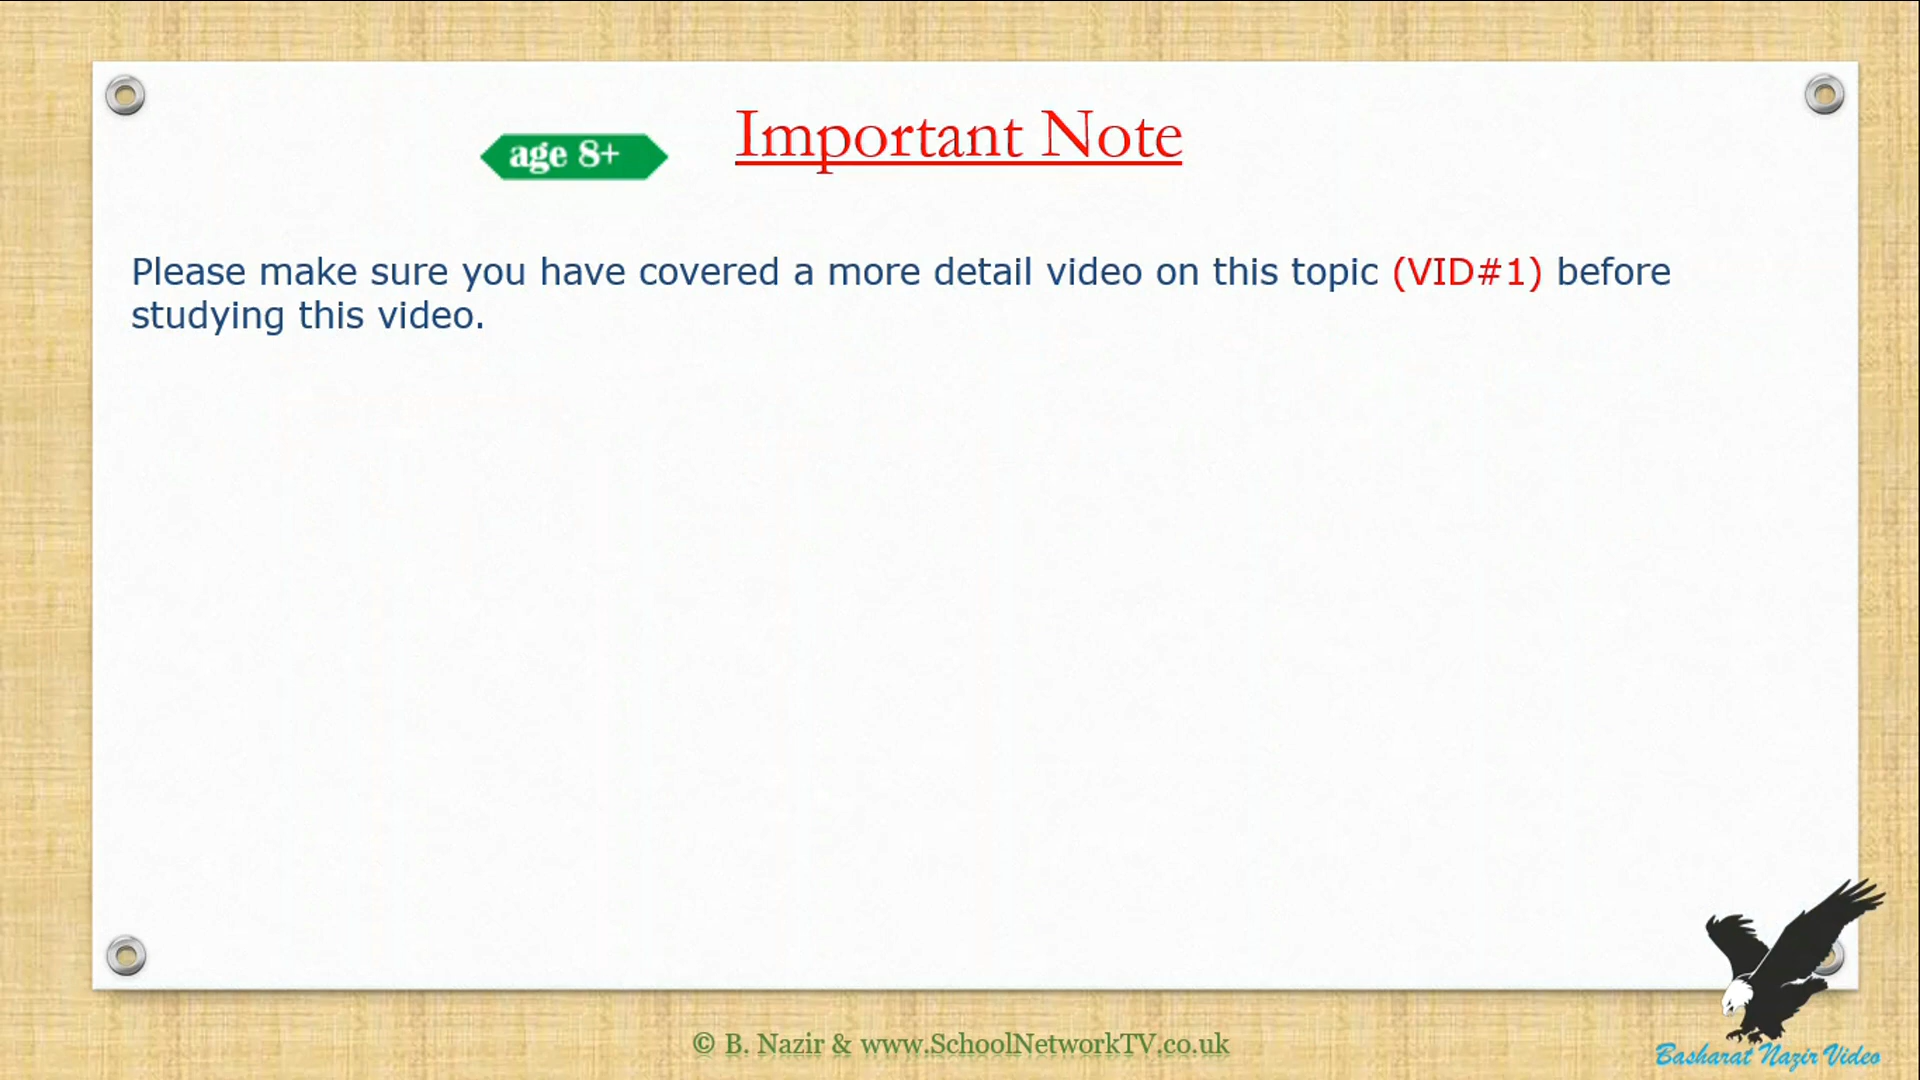 Important Note
age 8+
Please make sure you have covered a more detail video on this topic (VID#1) before
studying this video.
© B. Nazir & www.SchoolNetworkTV.co.uk
Basharat Nazir Video